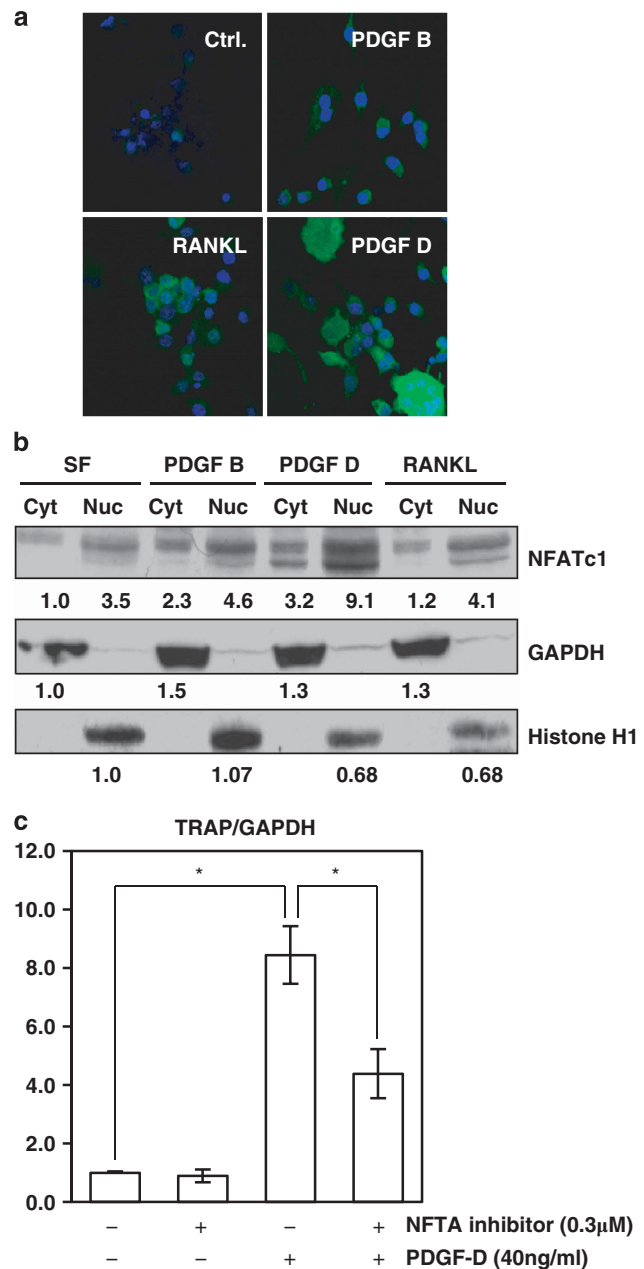 a
Ctrl. PDGF B
RANKL PDGF D
b
SF PDGF B PDGF D RANKL
Cyt Nuc Cyt Nuc Cyt Nuc Cyt Nuc
NFATc1
1.0 3.5 2.3 4.6 3.2 9.1 1.2 4.1
GAPDH
1.0 1.5 1.3 1.3
Histone H1
1.0 1.07 0.68 0.68
c
TRAP/GAPDH
12.0
* *
10.0
8.0
6.0
4.0
2.0
0.0
– + – + NFTA inhibitor (0.3μM)
– – + + PDGF-D (40ng/ml)